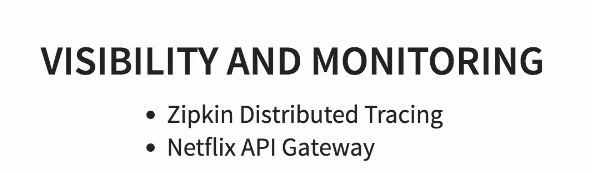 VISIBILITY AND MONITORING
• Zipkin Distributed Tracing
• Netflix API Gateway